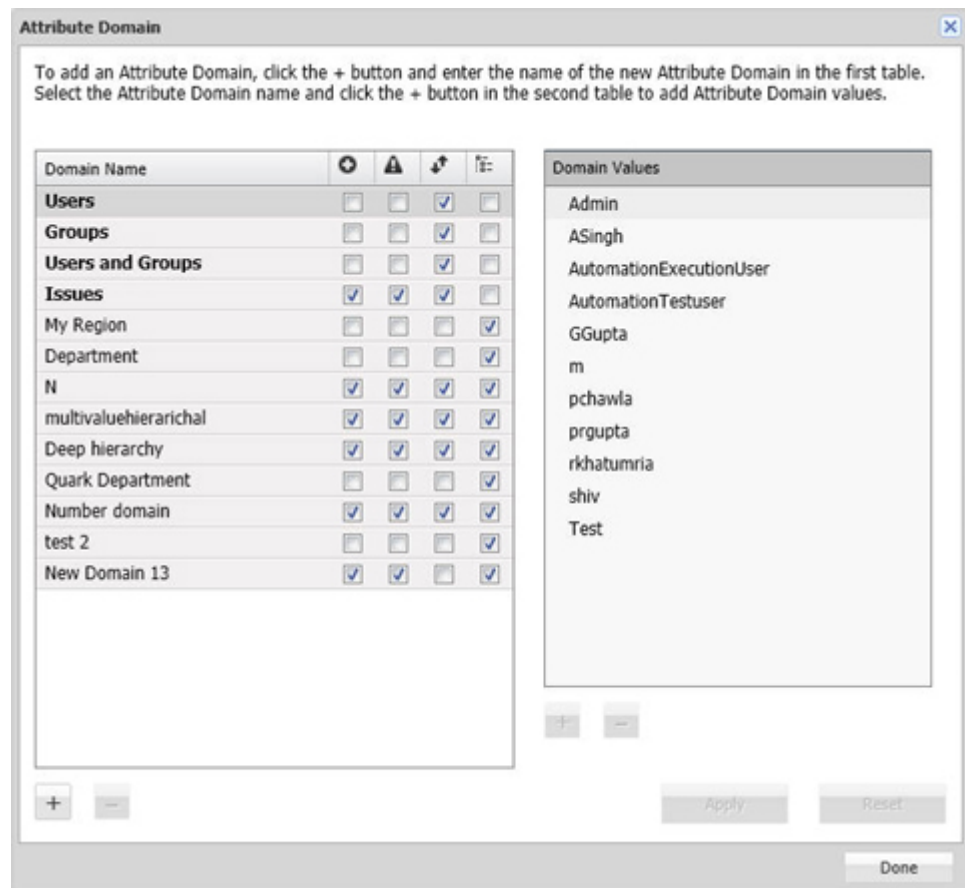 Attribute Domain
To add an Attribute Domain, click the + button and enter the name of the new Attribute Domain in the first table.
Select the Attribute Domain name and click the + button in the second table to add Attribute Domain values.
Domain Name
Users
Groups
Users and Groups
Issues
My Region
Department
N
multivaluehierarichal
Deep hierarchy
Quark Department
Number domain
test 2
New Domain 13
Domain Values
Admin
ASingh
AutomationExecutionUser
AutomationTestuser
GGupta
m
pchawla
prgupta
rkhatumria
shiv
Test
Apply
Reset
Done